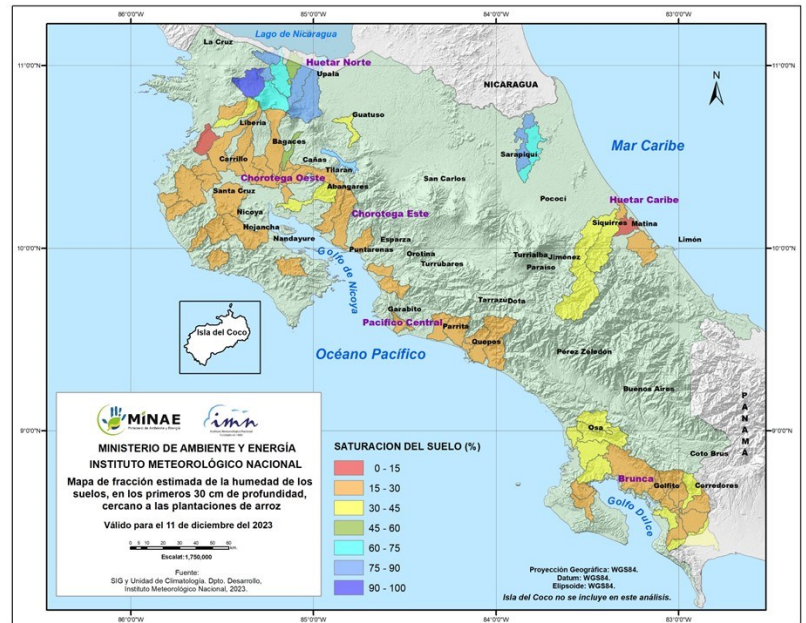 86°0'0"W
85°0'0"W
84°0'0"W
83°0'0"W
11°0'0"N
10°0'0"N
9°0'0"N
11°0'0"N
10°0'0"N
9°0'0"N
Lago de Nicaragua
La Cruz
Huetar Norte
Upala
NICARAGUA
N
Guatuso
Liberia
Bagaces
Mar Caribe
Carrillo
Cañas
Tilaran
Sarapiquí
Chorotega Oeste
Abangares
San Carlos
Santa Cruz
Pococí
Huetar Caribe
Nicoya
Chorotega Este
Siquirres
Matina
Hojancha
Nandayure
Esparza
Limón
Puntarenas
Orotina
Turrubares
Turrialba
Jiménez
Paraíso
Golfo de Nicoya
Garabito
Tarrazu
Dota
Isla del Coco
Pacífico Central
Parrita
Quepos
Océano Pacífico
Pérez Zeledón
Buenos Aires
PANAMA
Osa
Coto Brus
Brunca
Golfito
Corredores
Golfo Dulce
MINAE
Ministerio de Ambiente y Energía
imn
MINISTERIO DE AMBIENTE Y ENERGÍA
INSTITUTO METEOROLÓGICO NACIONAL
Mapa de fracción estimada de la humedad de los
suelos, en los primeros 30 cm de profundidad,
cercano a las plantaciones de arroz
Válido para el 11 de diciembre del 2023
0 10 20 30 40 50 60
km
Escalat:1,750,000
Fuente:
SIG y Unidad de Climatología. Dpto. Desarrollo,
Instituto Meteorológico Nacional, 2023.
SATURACION DEL SUELO (%)
0 - 15
15 - 30
30 - 45
45 - 60
60 - 75
75 - 90
90 - 100
Proyección Geográfica: WGS84.
Datum: WGS84.
Elipsoide: WGS84.
Isla del Coco no se incluye en este análisis.
86°0'0"W
85°0'0"W
84°0'0"W
83°0'0"W